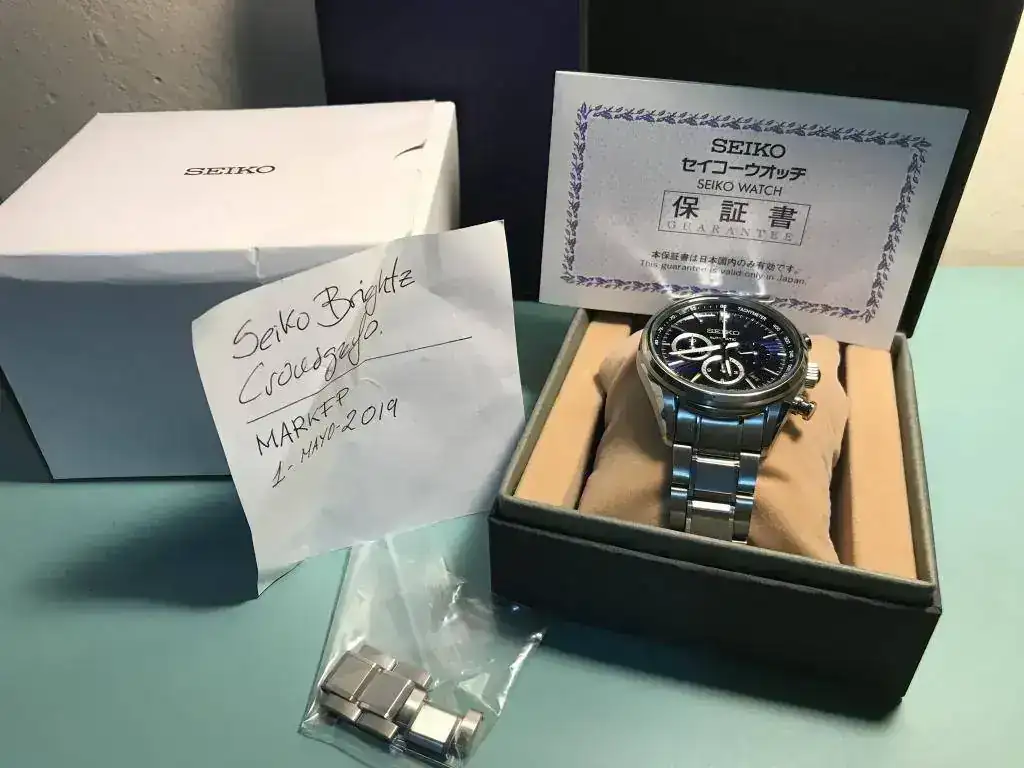 SEIKO
Seiko Brightz
MARKFP
1-MAYO-2019
SEIKO
セイコーウオッチ
SEIKO WATCH
保証書
GUARANTEE
本保証書は日本国内のみ有効です。
This guarantee is valid only in Japan.
TACHYMETER
SEIKO